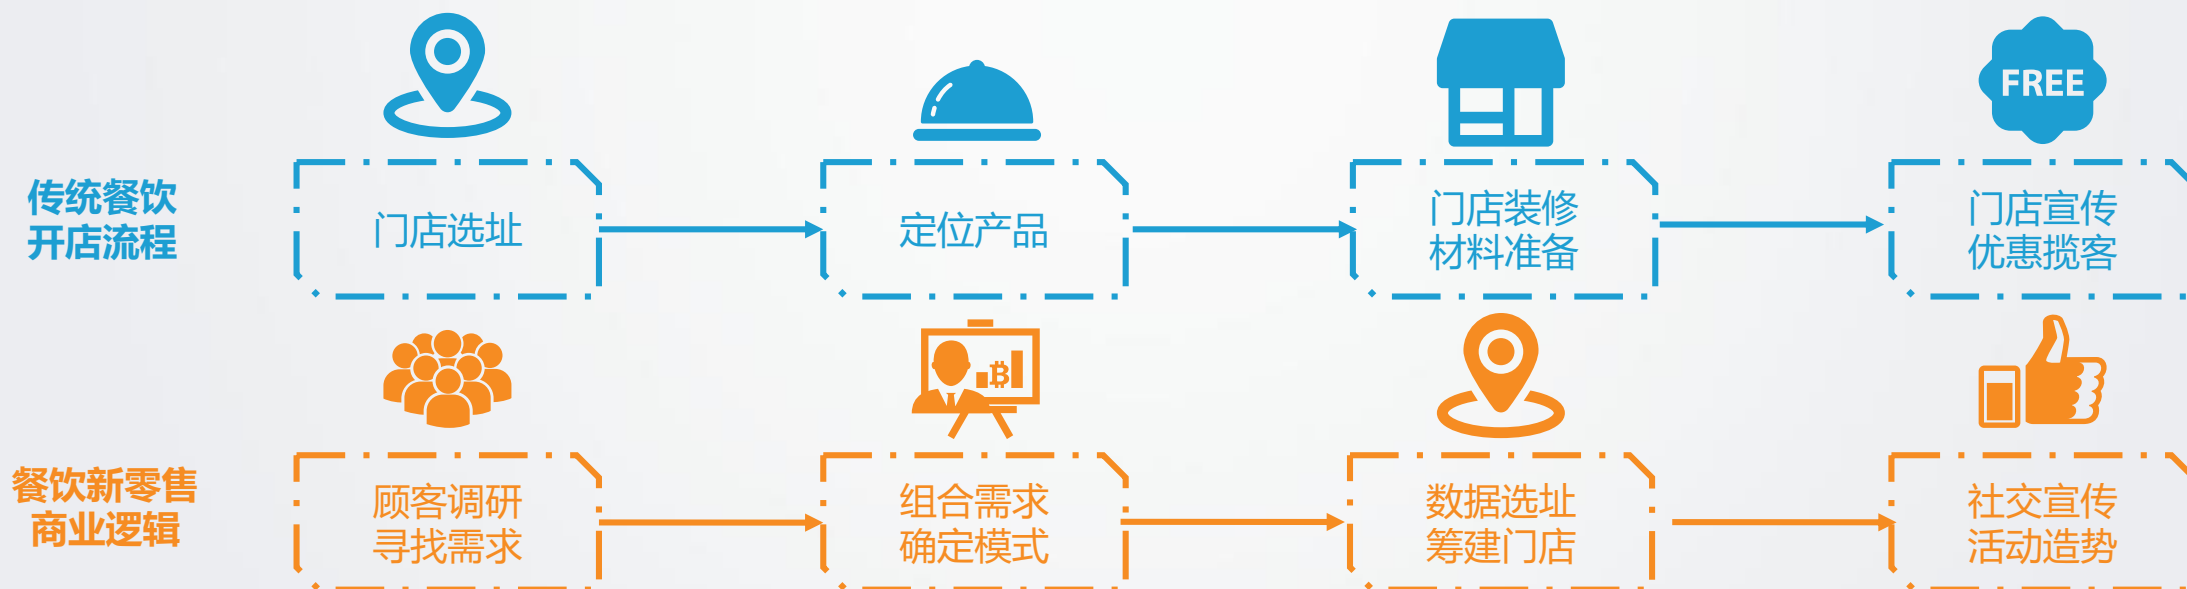 FREE
传统餐饮
开店流程
门店选址
定位产品
门店装修
材料准备
门店宣传
优惠揽客
餐饮新零售
商业逻辑
顾客调研
寻找需求
组合需求
确定模式
数据选址
筹建门店
社交宣传
活动造势